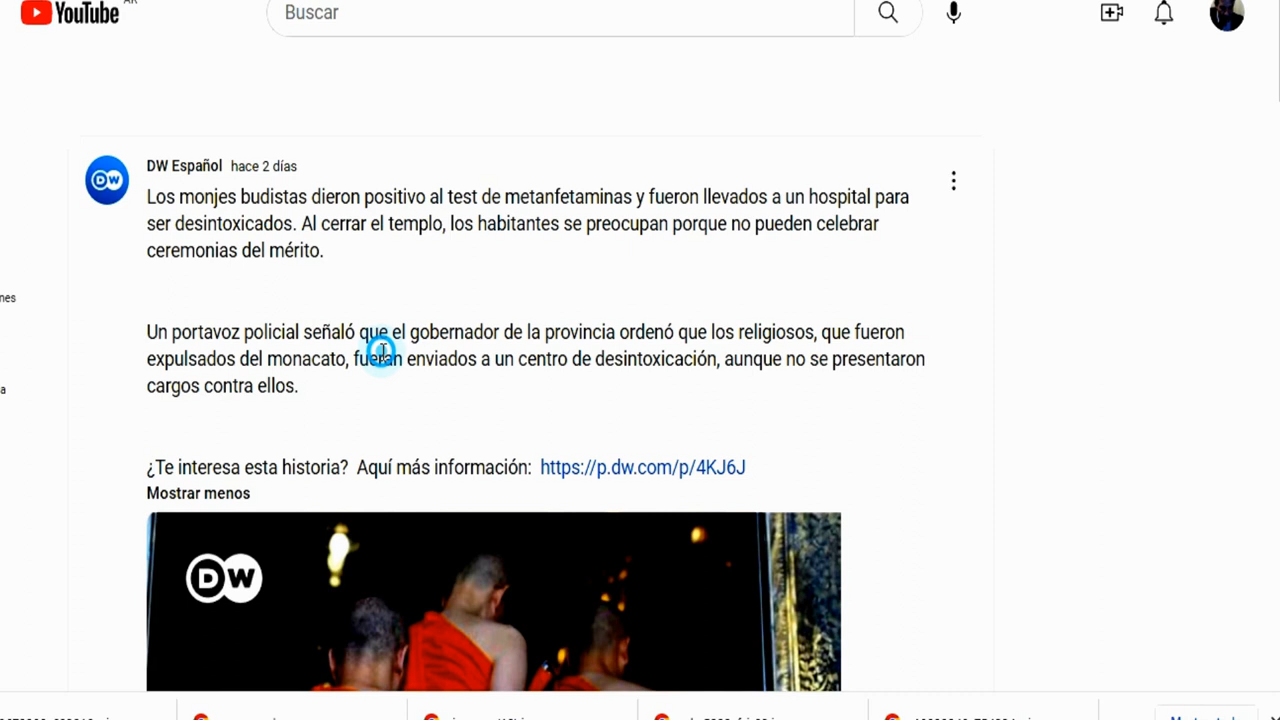 YouTube
AR
Buscar
DW
DW Español hace 2 días
Los monjes budistas dieron positivo al test de metanfetaminas y fueron llevados a un hospital para
ser desintoxicados. Al cerrar el templo, los habitantes se preocupan porque no pueden celebrar
ceremonias del mérito.
Un portavoz policial señaló que el gobernador de la provincia ordenó que los religiosos, que fueron
nes
expulsados del monacato, fueran enviados a un centro de desintoxicación, aunque no se presentaron
cargos contra ellos.
a
¿Te interesa esta historia? Aquí más información: https://p.dw.com/p/4KJ6J
Mostrar menos
DW